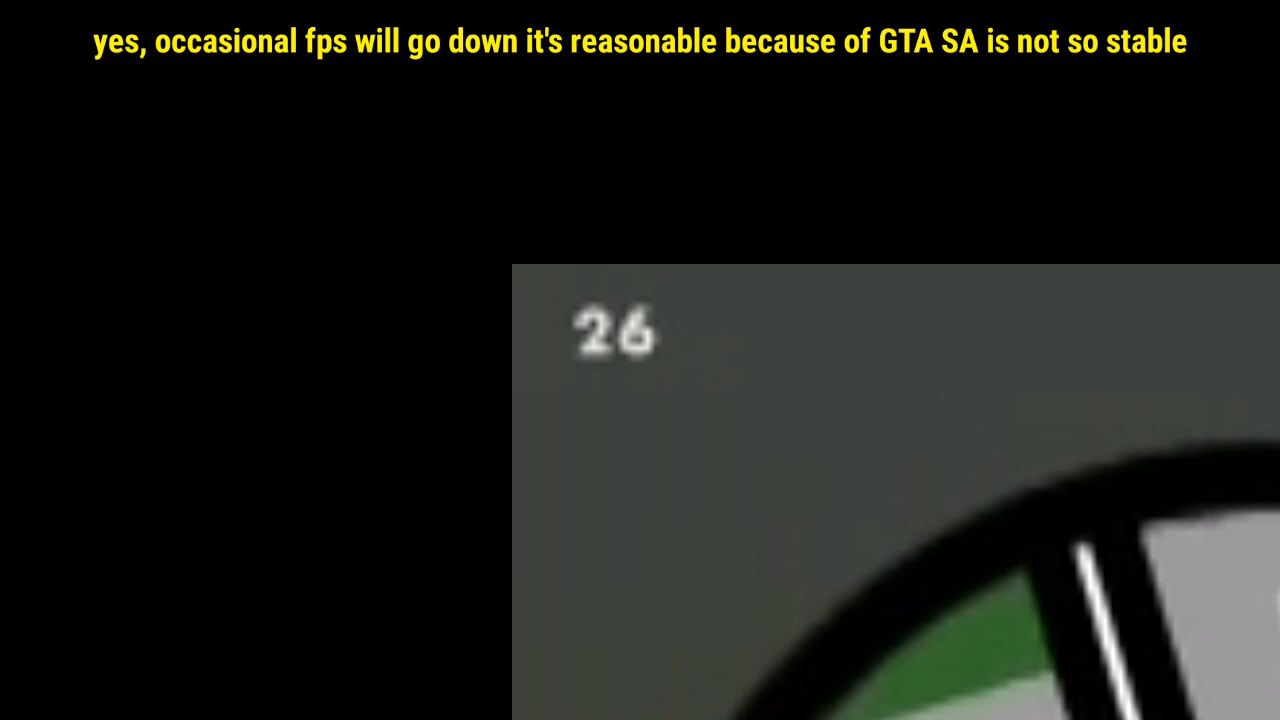 yes, occasional fps will go down it's reasonable because of GTA SA is not so stable
26